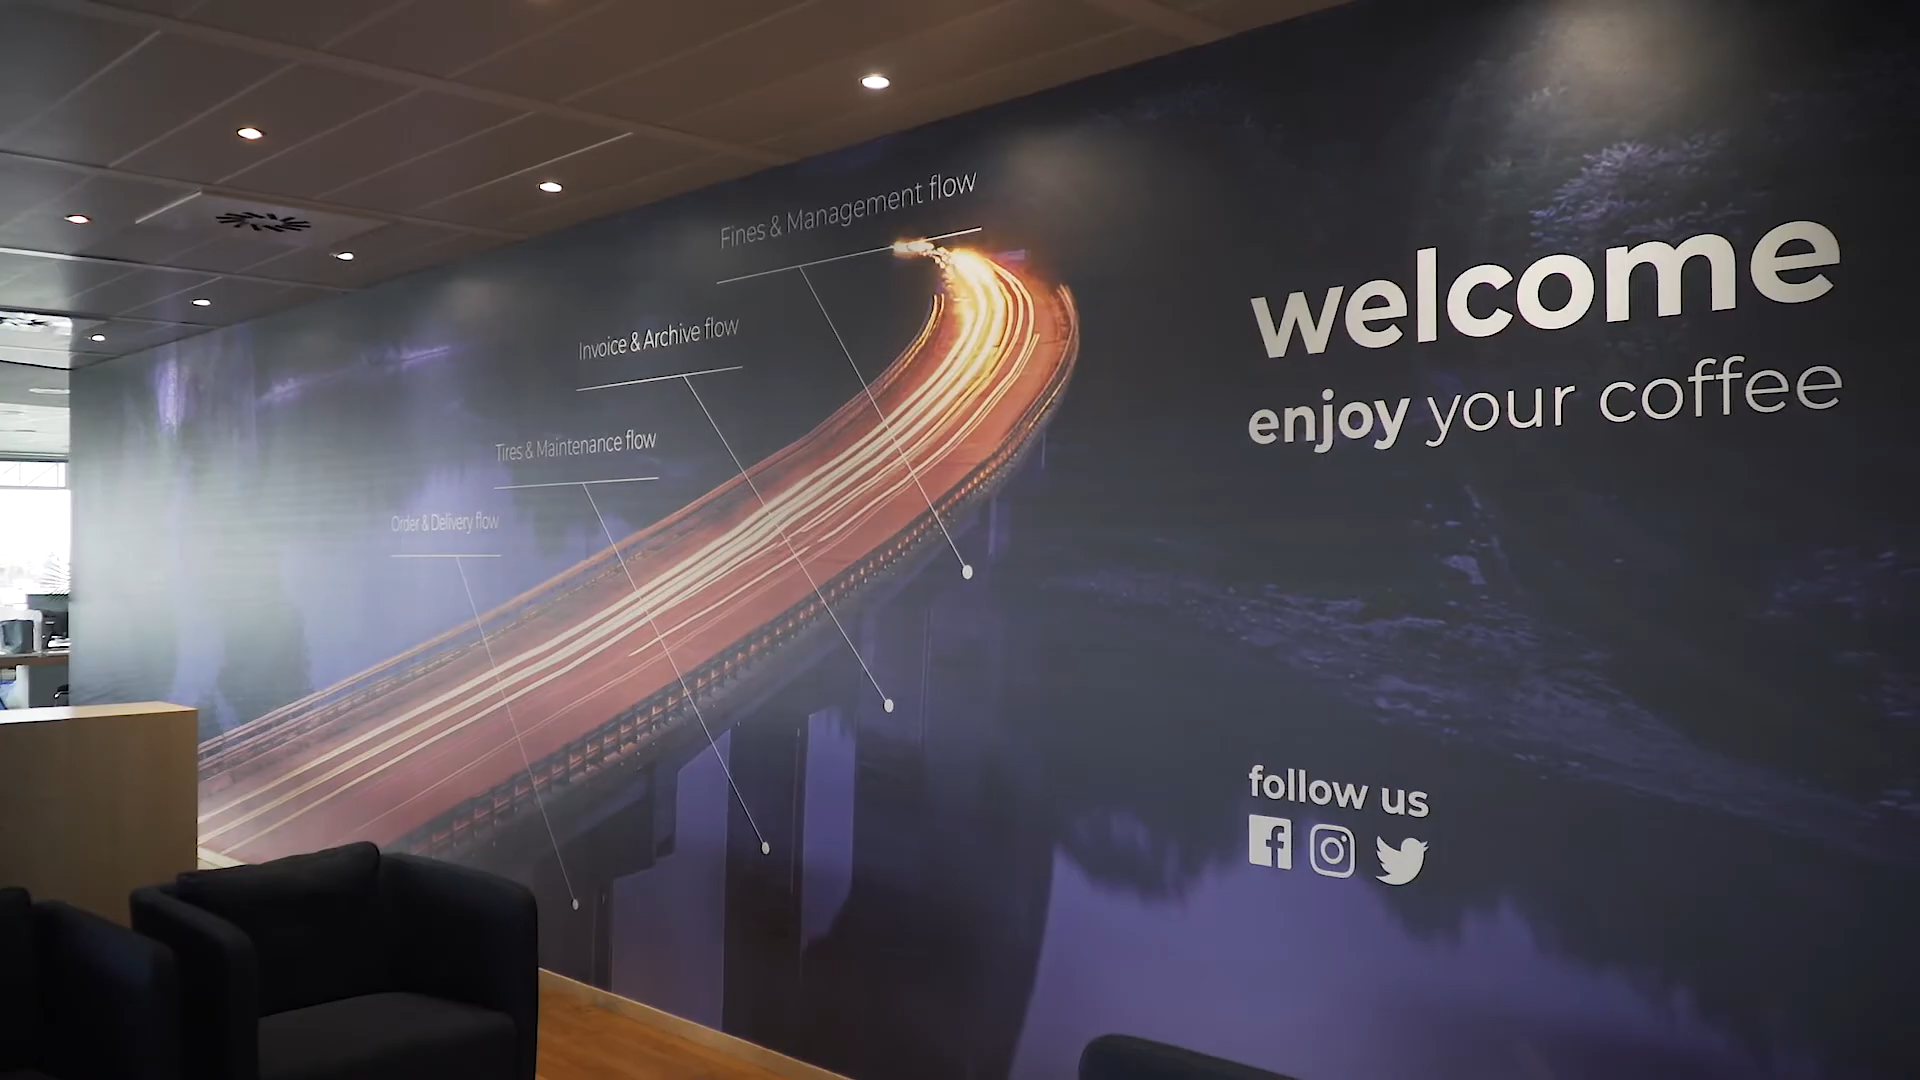 Fines & Management flow
Invoice & Archive flow
Tires & Maintenance flow
Order & Delivery flow
welcome
enjoy your coffee
follow us